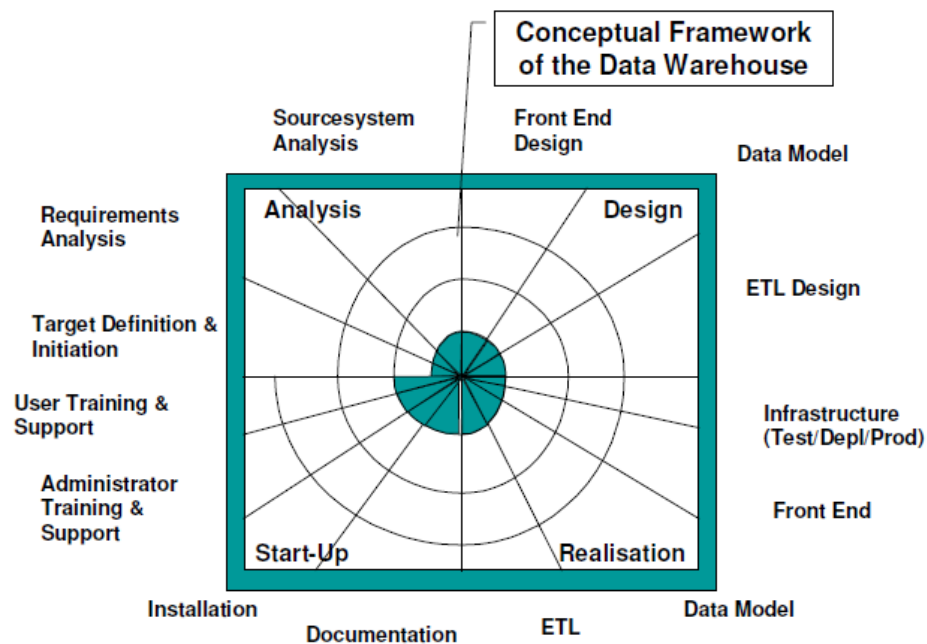 Conceptual Framework
of the Data Warehouse
Sourcesystem
Analysis
Front End
Design
Data Model
Requirements
Analysis
Analysis
Design
ETL Design
Target Definition &
Initiation
User Training &
Support
Infrastructure
(Test/Depl/Prod)
Administrator
Training &
Support
Front End
Start-Up
Realisation
Installation
Documentation
ETL
Data Model